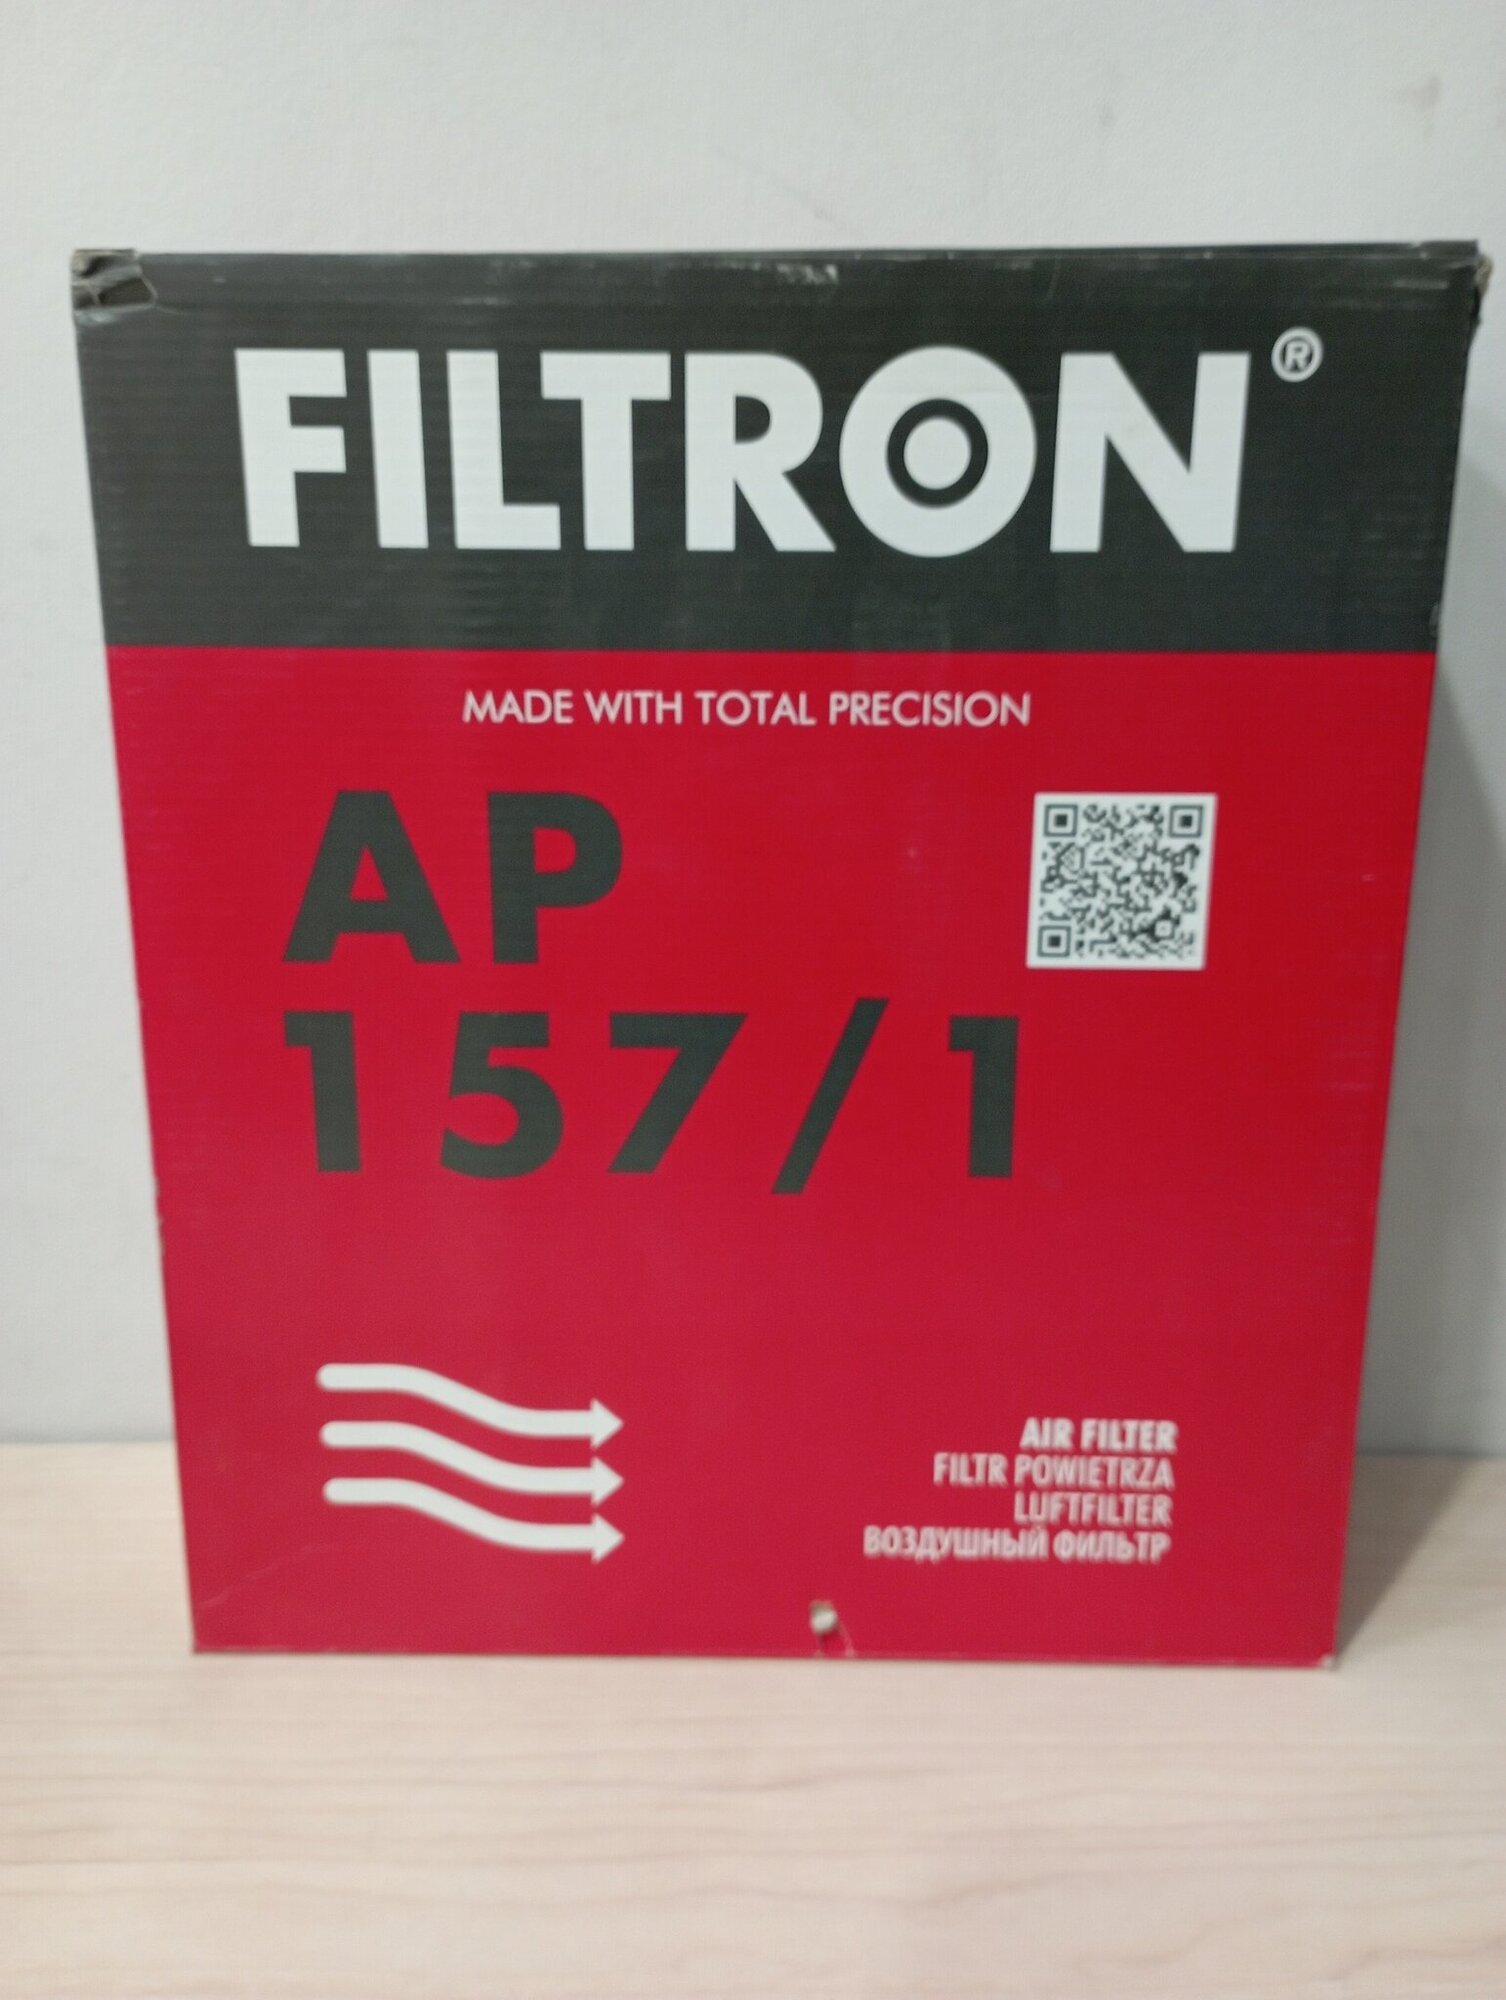 FILTRON®
MADE WITH TOTAL PRECISION
AP
157/1
AIR FILTER
FILTR POWIETRZA
LUFTFILTER
ВОЗДУШНЫЙ ФИЛЬТР